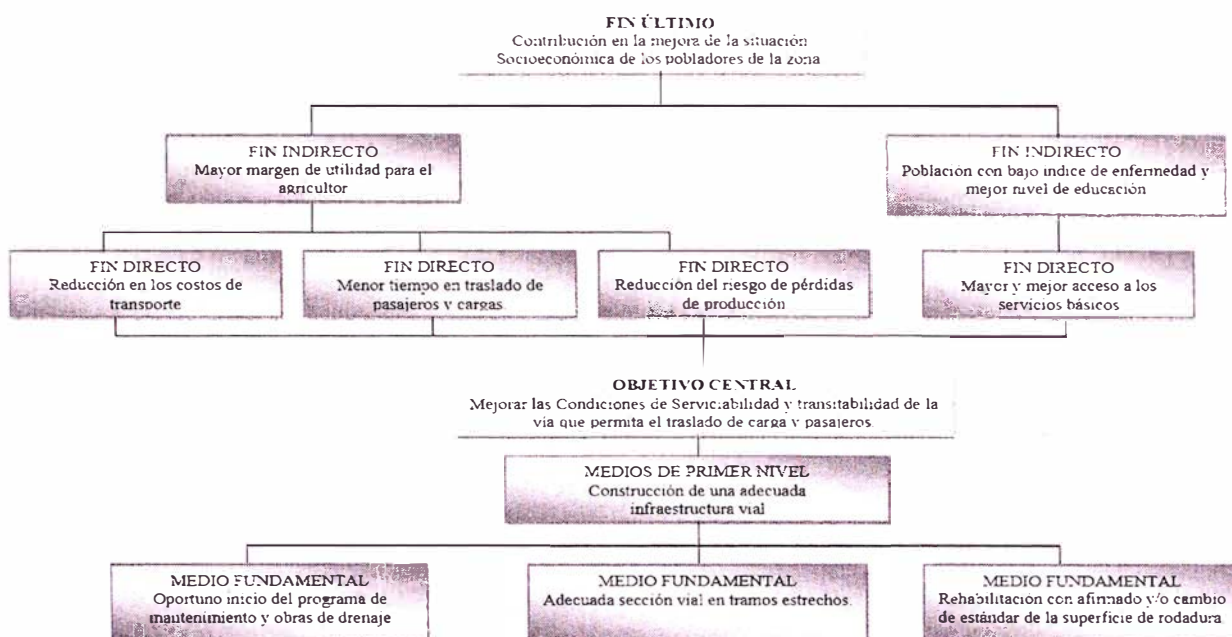 FIN ÚLTIMO
Contribución en la mejora de la situación
Socioeconómica de los pobladores de la zona
FIN INDIRECTO
Mayor margen de utilidad para el
agricultor
FIN INDIRECTO
Población con bajo indice de enfermedad y
mejor nivel de educación
FIN DIRECTO
Reducción en los costos de
transporte
FIN DIRECTO
Menor tiempo en traslado de
pasajeros y cargas
FIN DIRECTO
Reducción del riesgo de pérdidas
de producción
FIN DIRECTO
Mayor y mejor acceso a los
servicios básicos
OBJETIVO CENTRAL
Mejorar las Condiciones de Serviciabilidad y transitabilidad de la
via que permita el traslado de carga y pasajeros
MEDIOS DE PRIMER NIVEL
Construcción de una adecuada
infraestructura vial
MEDIO FUNDAMENTAL
Oportuno inicio del programa de
mantenimiento y obras de drenaje
MEDIO FUNDAMENTAL
Adecuada sección vial en tramos estrechos.
MEDIO FUNDAMENTAL
Rehabilitación con afirmado y/o cambio
de estándar de la superficie de rodadura